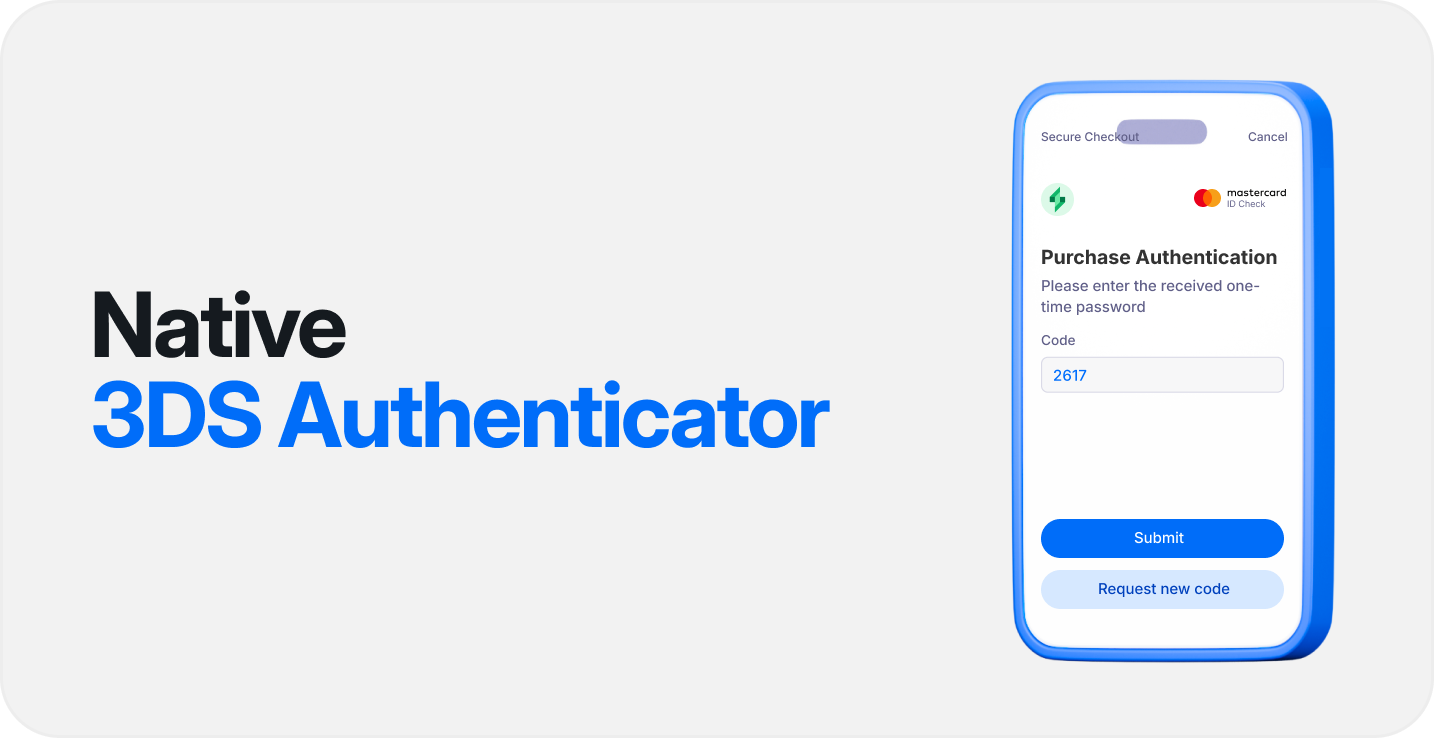 Native
3DS Authenticator
Secure Checkout
Cancel
mastercard
ID Check
Purchase Authentication
Please enter the received one-
time password
Code
2617
Submit
Request new code